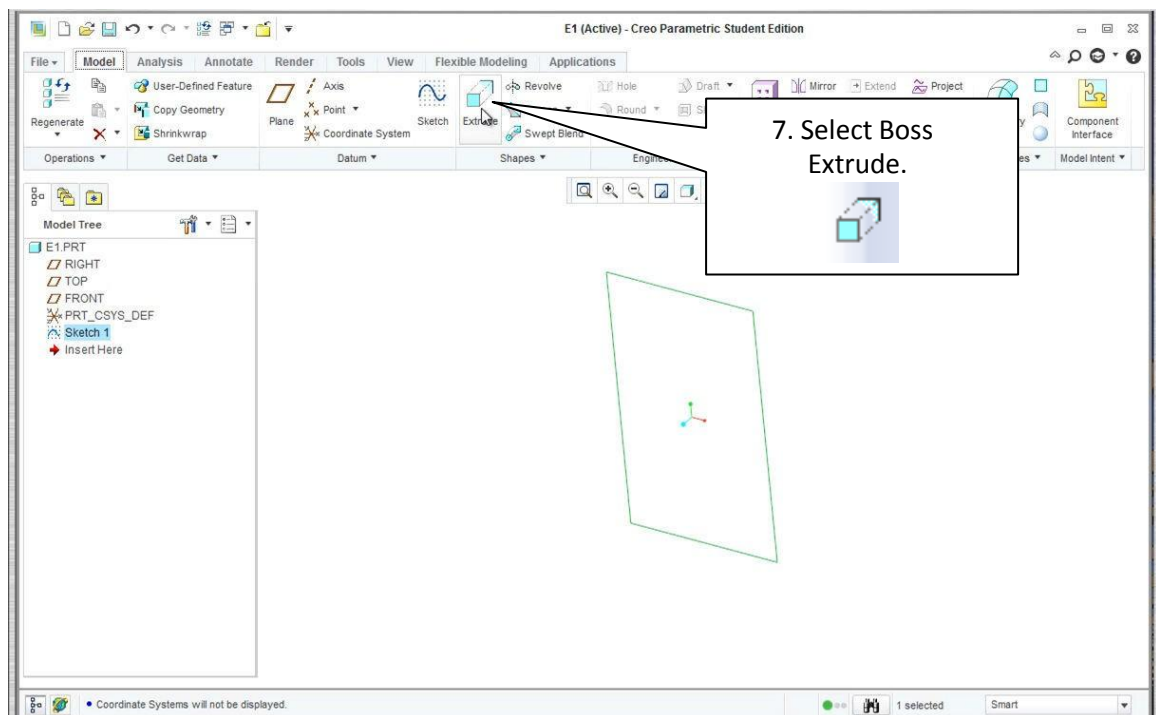 E1 (Active) - Creo Parametric Student Edition
File Model Analysis Annotate Render Tools View Flexible Modeling Applications
Regenerate
User-Defined Feature
Copy Geometry
Shrinkwrap
Plane
Axis
Point
Coordinate System
Sketch
Extrude
Revolve
Swept Blend
Hole
Round
Draft
Mirror
Extend
Project
Component
Interface
Operations Get Data Datum Shapes Model Intent
7. Select Boss
Extrude.
Model Tree
E1.PRT
RIGHT
TOP
FRONT
PRT_CSYS_DEF
Sketch 1
Insert Here
• Coordinate Systems will not be displayed.
1 selected
Smart